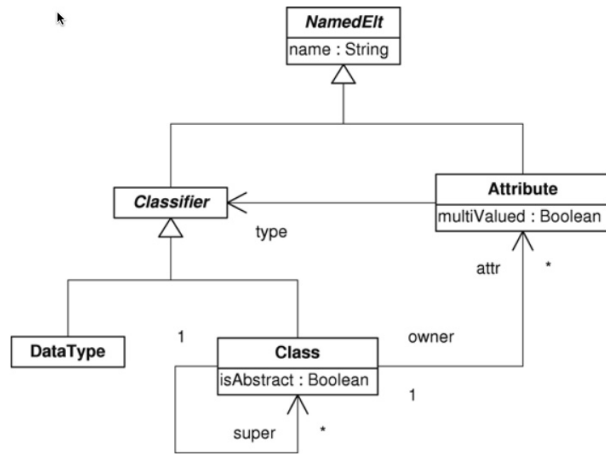 NamedElt
name : String
Classifier
Attribute
multiValued : Boolean
type
attr
*
DataType
1
Class
isAbstract : Boolean
owner
1
super
*